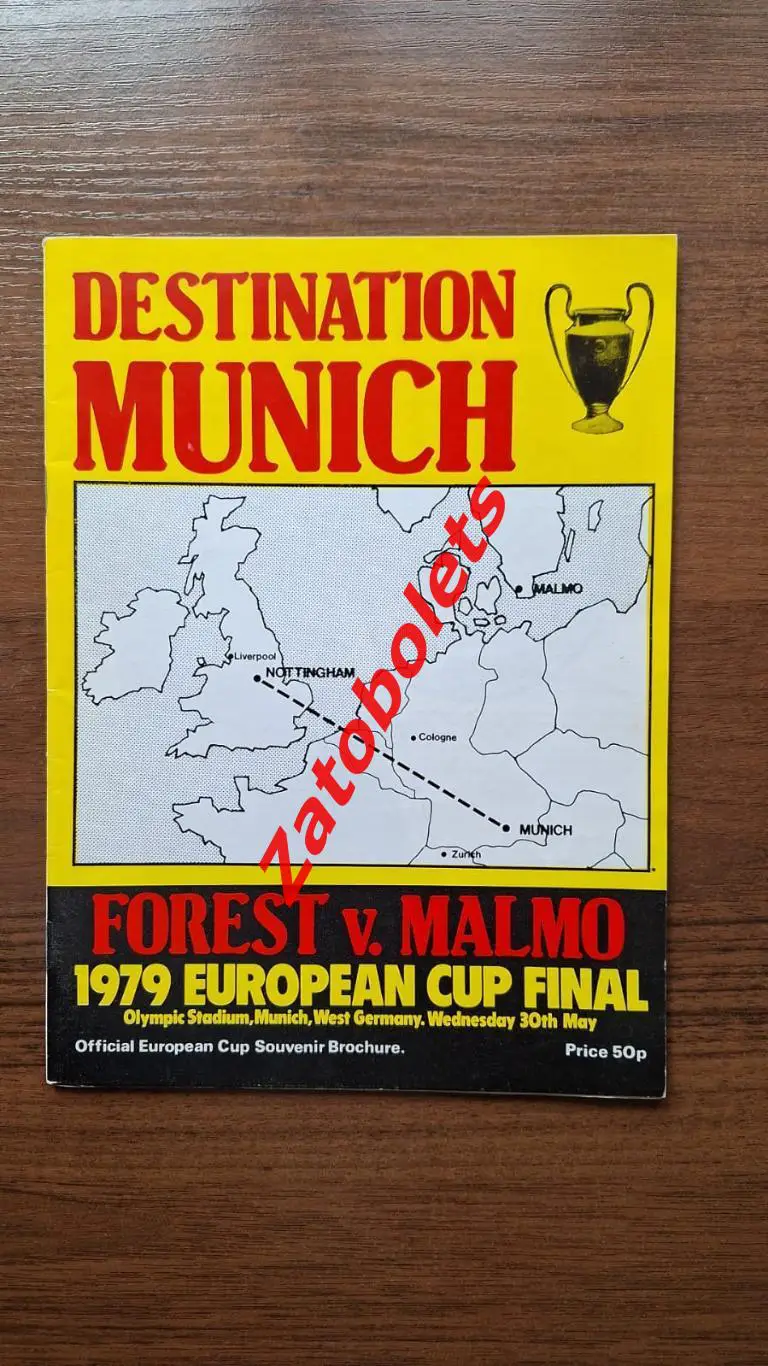 DESTINATION
MUNICH
MALMO
Liverpool
NOTTINGHAM
Cologne
MUNICH
Zurich
Zatobolets
FOREST v. MALMO
1979 EUROPEAN CUP FINAL
Olympic Stadium, Munich, West Germany. Wednesday 30th May
Official European Cup Souvenir Brochure. Price 50p